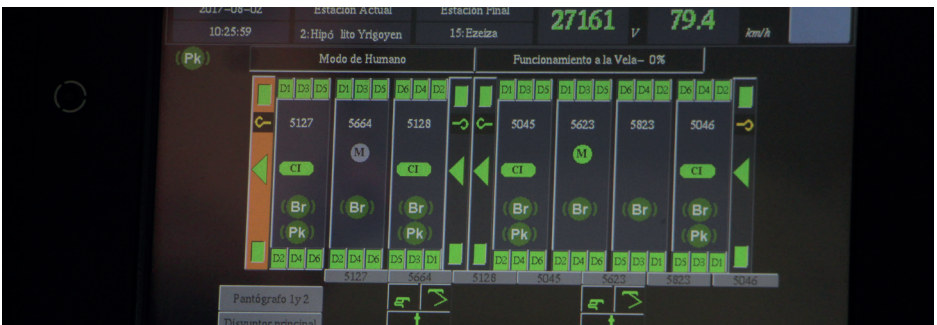 2017-08-02 Estación Actual Estación Final 27161 V 79.4 km/h
10:25:59 2:Hipó lito Yrigoyen 15:Ezeiza
Pk Modo de Humano Funcionamiento a la Vela- 0%
D1 D3 D5 D1 D3 D5 D6 D4 D2 D1 D3 D5 D1 D3 D5 D6 D4 D2 D6 D4 D2
5127 5664 5128 5045 5623 5823 5046
M M
CI CI CI CI
Br Br Br Br Br Br Br
Pk Pk Pk Pk
D2 D4 D6 D2 D4 D6 D5 D3 D1 D2 D4 D6 D2 D4 D6 D5 D3 D1 D5 D3 D1
5127 5664 5128 5045 5623 5823 5046
Pantógrafo 1y 2
Disyuntor principal